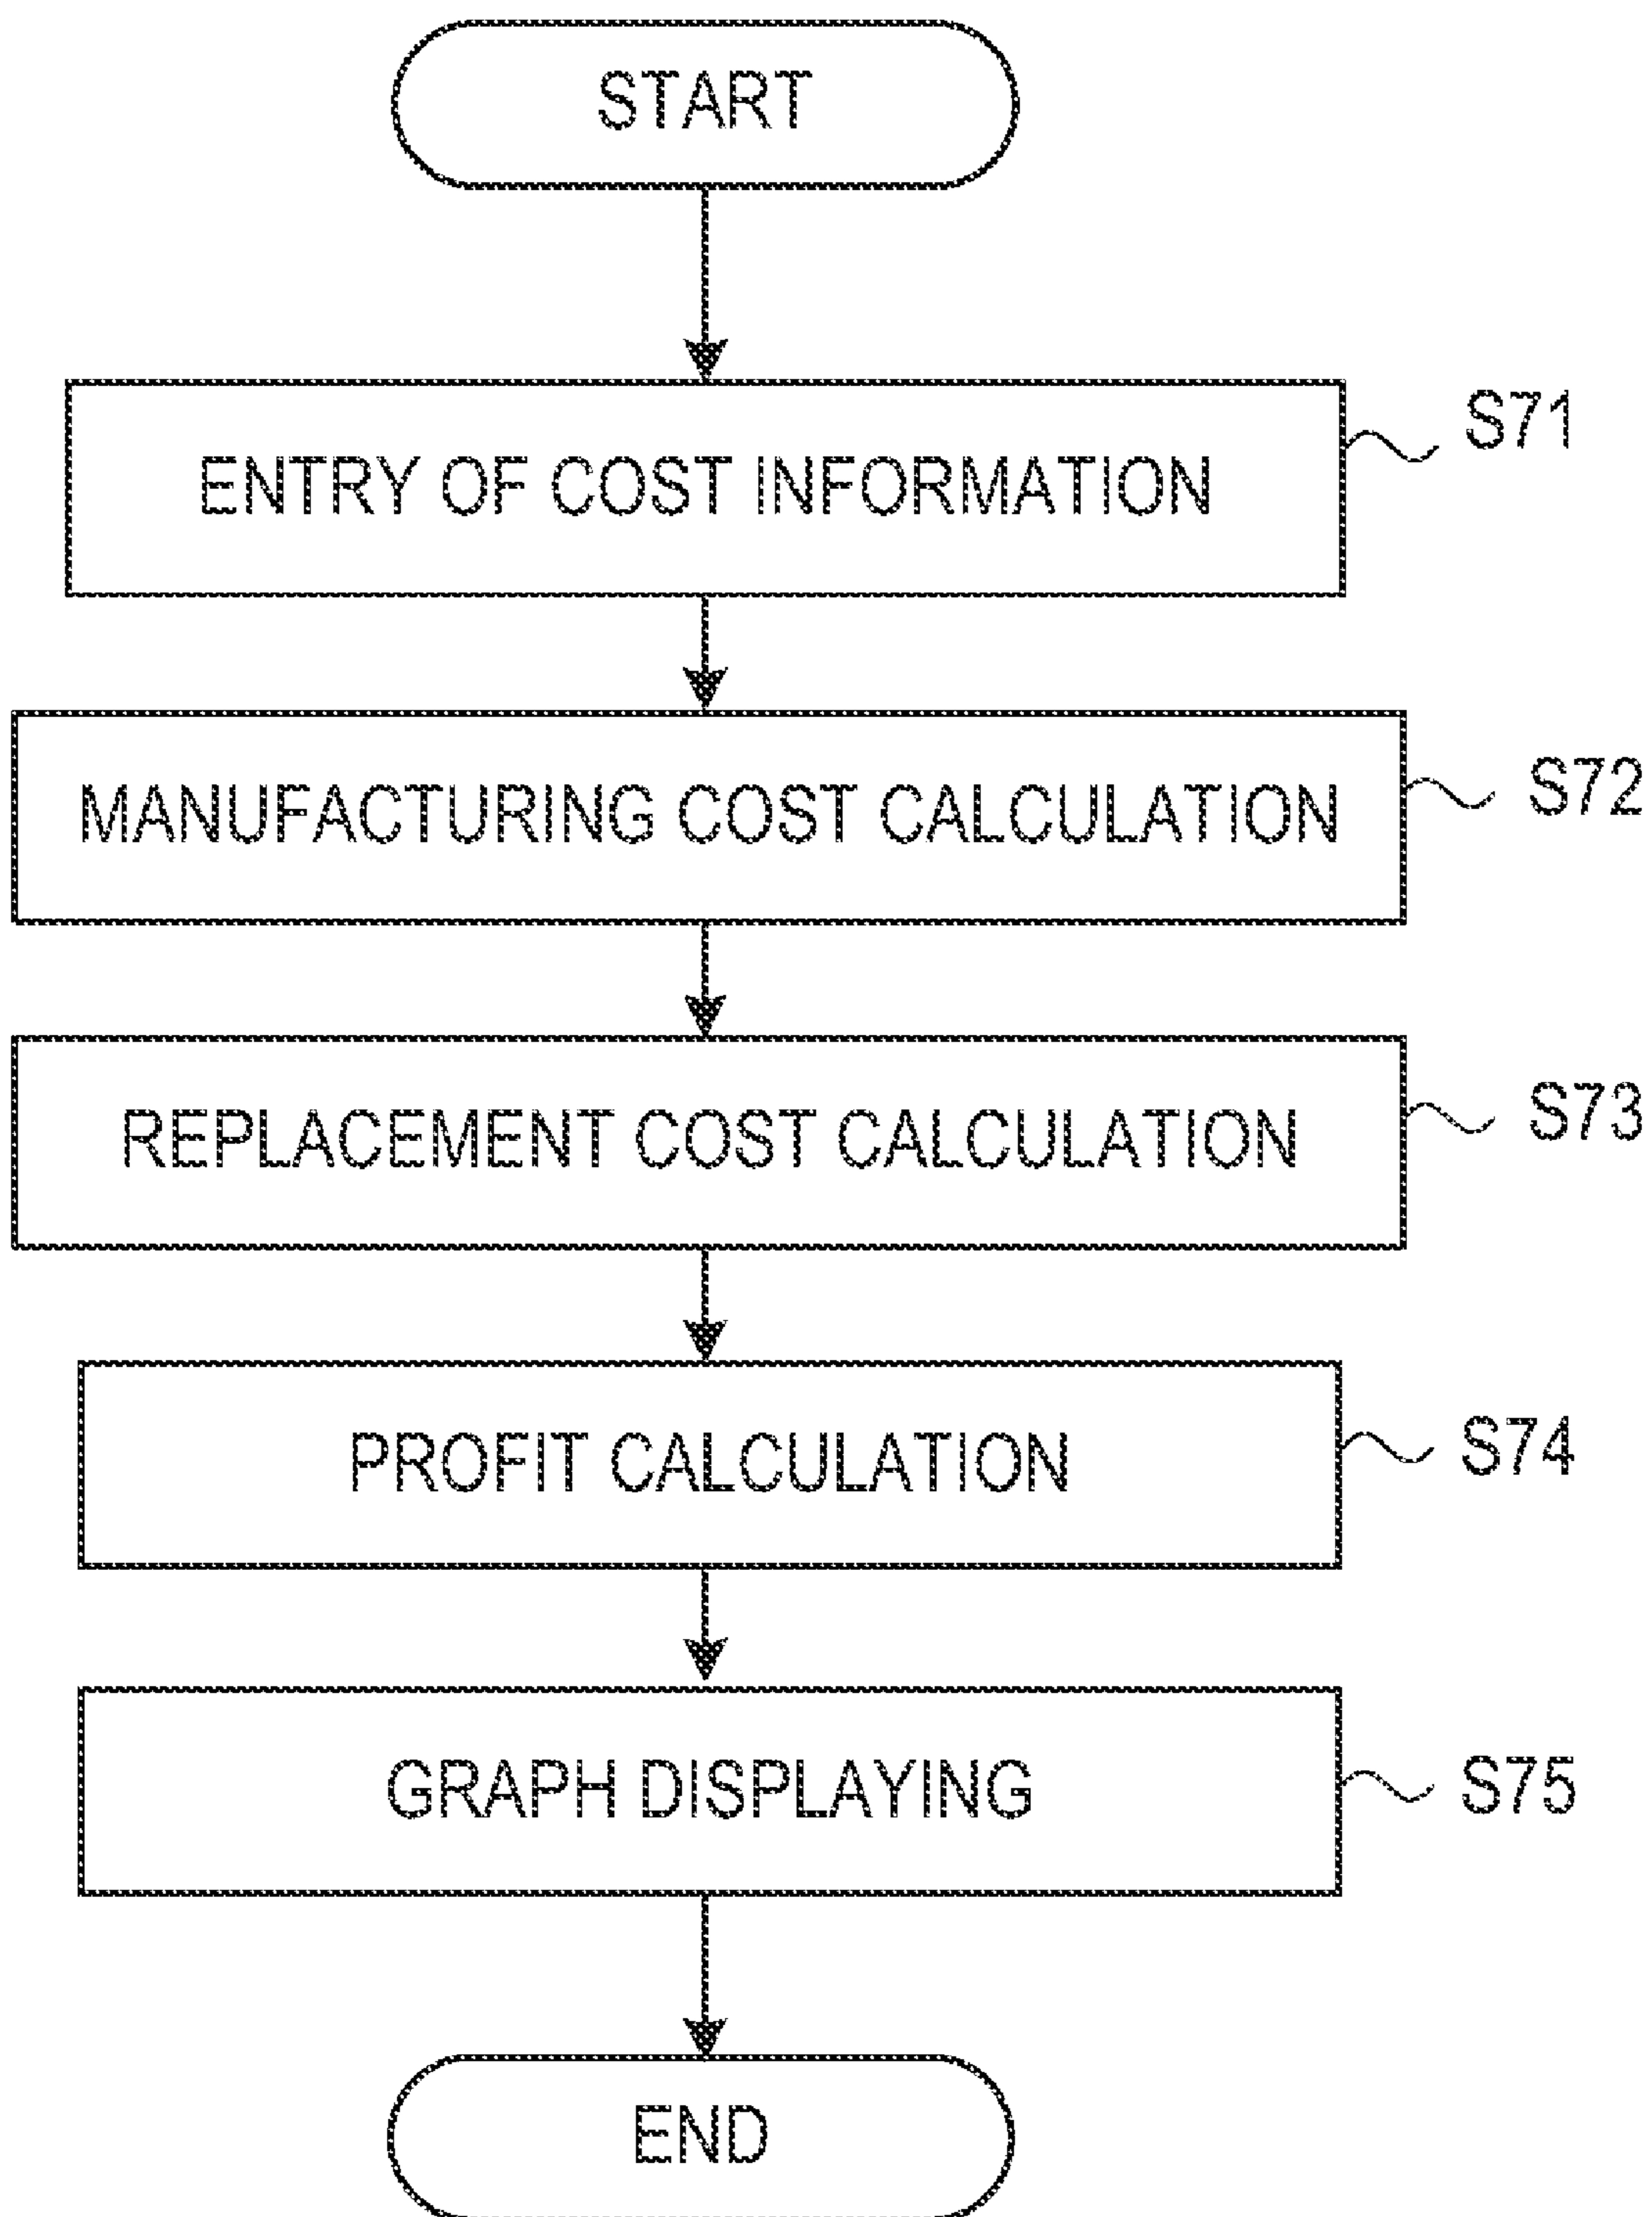 START
ENTRY OF COST INFORMATION
S71
MANUFACTURING COST CALCULATION
S72
REPLACEMENT COST CALCULATION
S73
PROFIT CALCULATION
S74
GRAPH DISPLAYING
S75
END